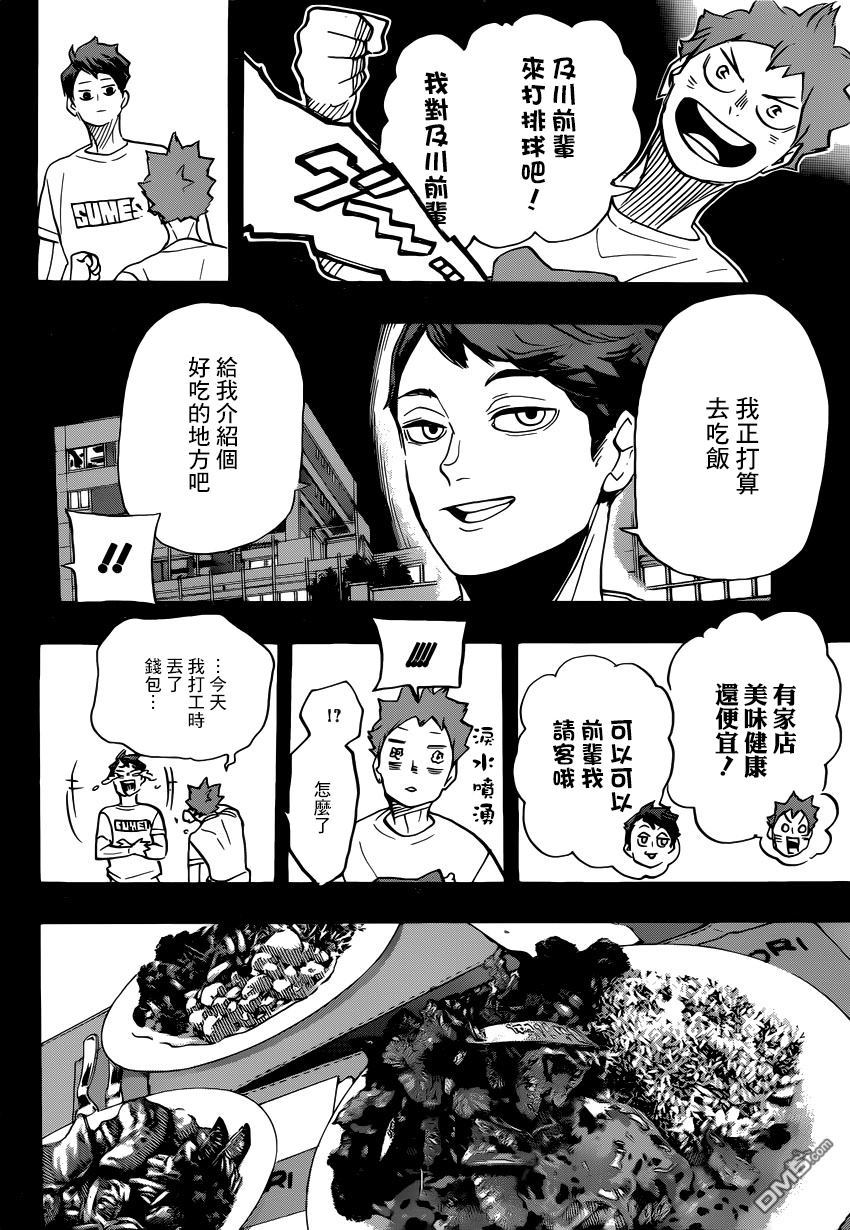 及川前輩
來打排球吧！
我對及川前輩
グ〜〜!!
SUMES
我正打算
去吃飯
給我介紹個
好吃的地方吧
!!
有家店
美味健康
還便宜！
可以可以
前輩我
請客哦
!!!!!
淚水噴湧
!?
怎麼了
…今天
我打工時
丟了
錢包…
SUMES
ORI
ORI
DM5.com